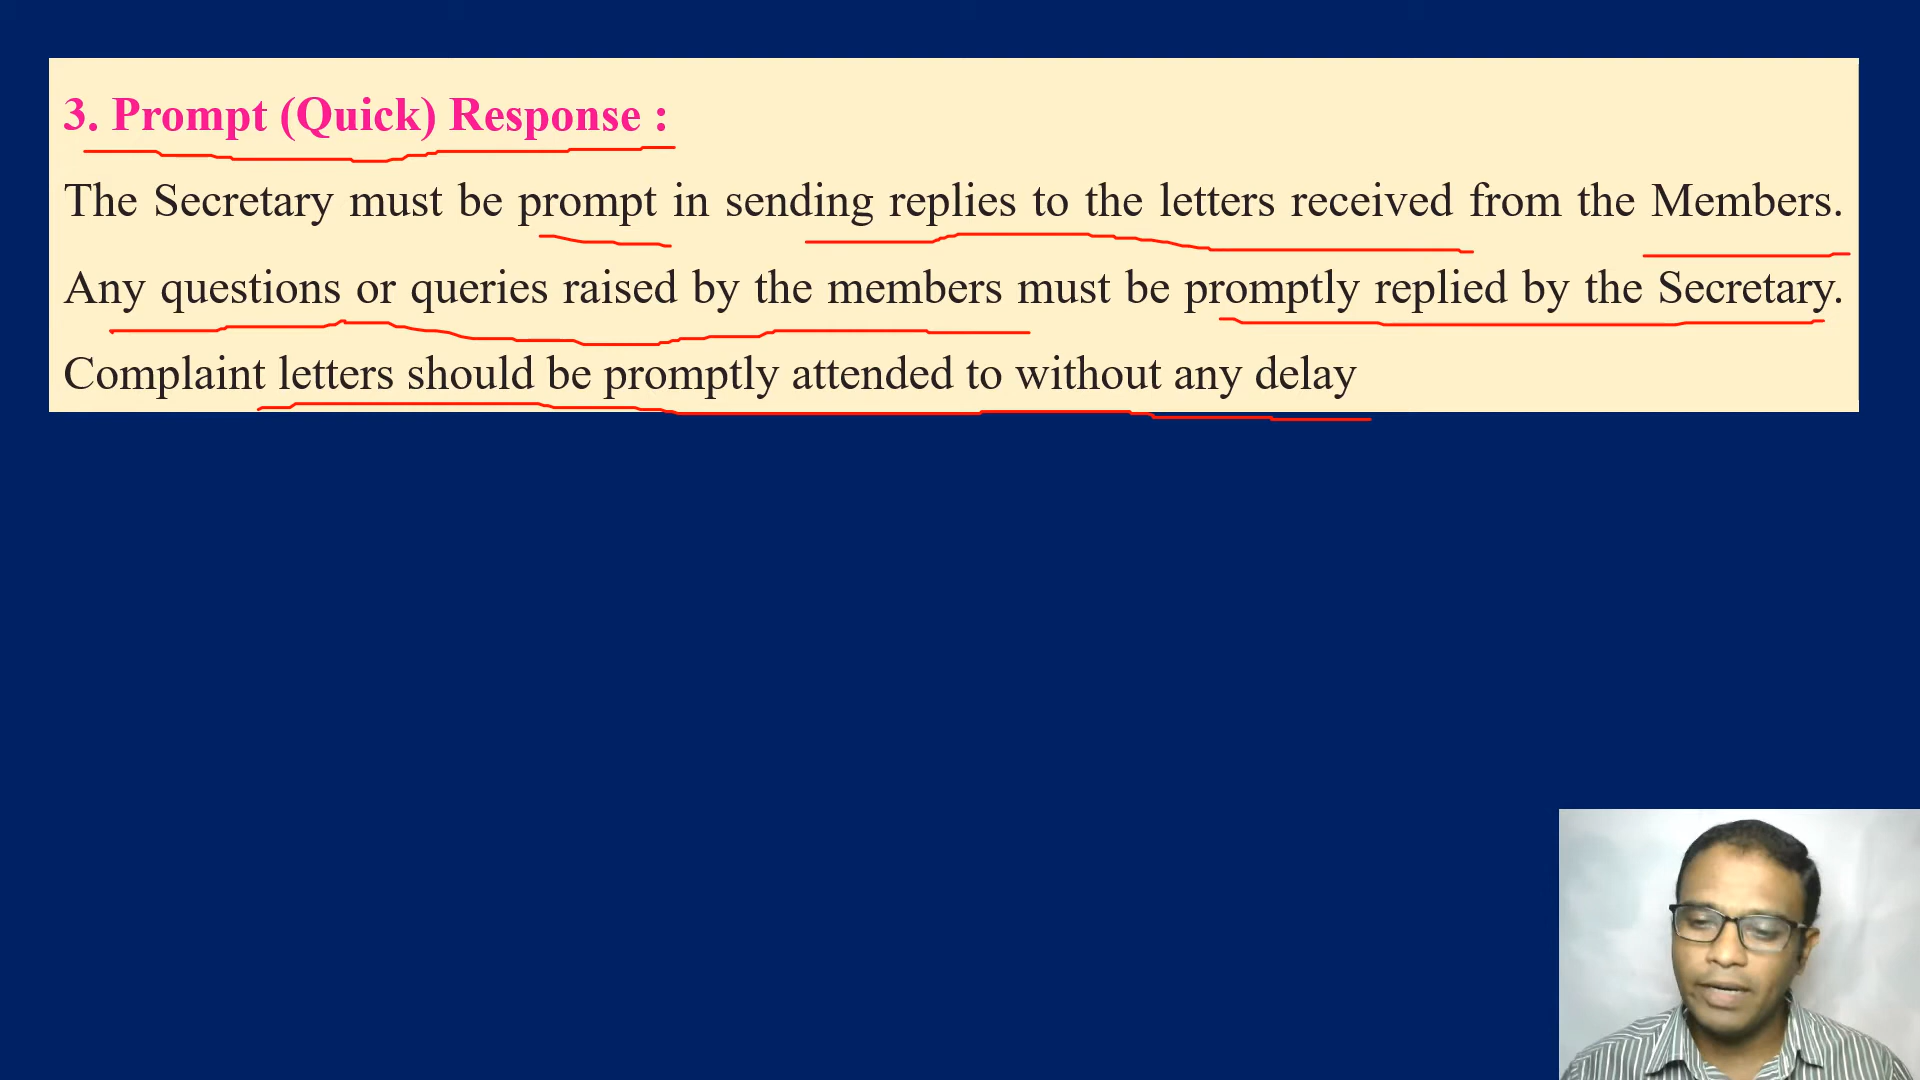 3. Prompt (Quick) Response :
The Secretary must be prompt in sending replies to the letters received from the Members.
Any questions or queries raised by the members must be promptly replied by the Secretary.
Complaint letters should be promptly attended to without any delay